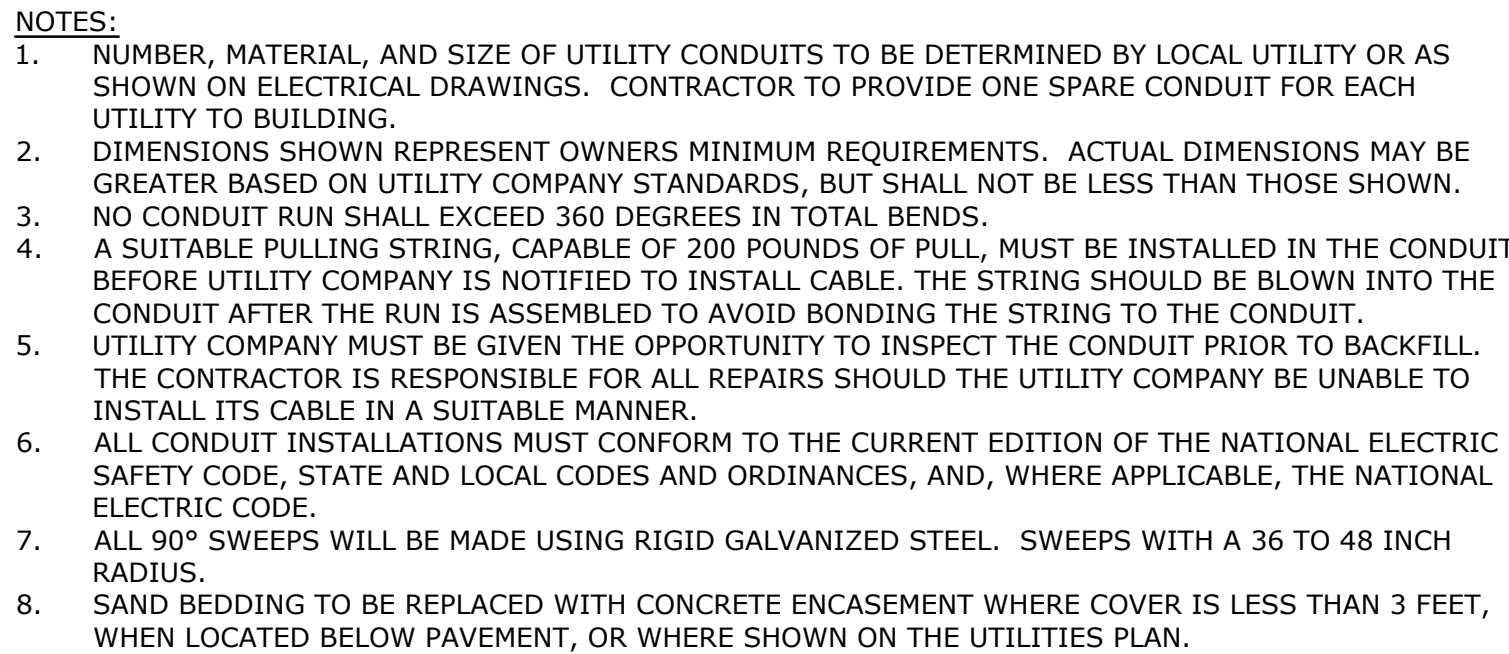 NOTES:
1. NUMBER, MATERIAL, AND SIZE OF UTILITY CONDUITS TO BE DETERMINED BY LOCAL UTILITY OR AS
SHOWN ON ELECTRICAL DRAWINGS. CONTRACTOR TO PROVIDE ONE SPARE CONDUIT FOR EACH
UTILITY TO BUILDING.
2. DIMENSIONS SHOWN REPRESENT OWNERS MINIMUM REQUIREMENTS. ACTUAL DIMENSIONS MAY BE
GREATER BASED ON UTILITY COMPANY STANDARDS, BUT SHALL NOT BE LESS THAN THOSE SHOWN.
3. NO CONDUIT RUN SHALL EXCEED 360 DEGREES IN TOTAL BENDS.
4. A SUITABLE PULLING STRING, CAPABLE OF 200 POUNDS OF PULL, MUST BE INSTALLED IN THE CONDUIT
BEFORE UTILITY COMPANY IS NOTIFIED TO INSTALL CABLE. THE STRING SHOULD BE BLOWN INTO THE
CONDUIT AFTER THE RUN IS ASSEMBLED TO AVOID BONDING THE STRING TO THE CONDUIT.
5. UTILITY COMPANY MUST BE GIVEN THE OPPORTUNITY TO INSPECT THE CONDUIT PRIOR TO BACKFILL.
THE CONTRACTOR IS RESPONSIBLE FOR ALL REPAIRS SHOULD THE UTILITY COMPANY BE UNABLE TO
INSTALL ITS CABLE IN A SUITABLE MANNER.
6. ALL CONDUIT INSTALLATIONS MUST CONFORM TO THE CURRENT EDITION OF THE NATIONAL ELECTRIC
SAFETY CODE, STATE AND LOCAL CODES AND ORDINANCES, AND, WHERE APPLICABLE, THE NATIONAL
ELECTRIC CODE.
7. ALL 90° SWEEPS WILL BE MADE USING RIGID GALVANIZED STEEL. SWEEPS WITH A 36 TO 48 INCH
RADIUS.
8. SAND BEDDING TO BE REPLACED WITH CONCRETE ENCASEMENT WHERE COVER IS LESS THAN 3 FEET,
WHEN LOCATED BELOW PAVEMENT, OR WHERE SHOWN ON THE UTILITIES PLAN.